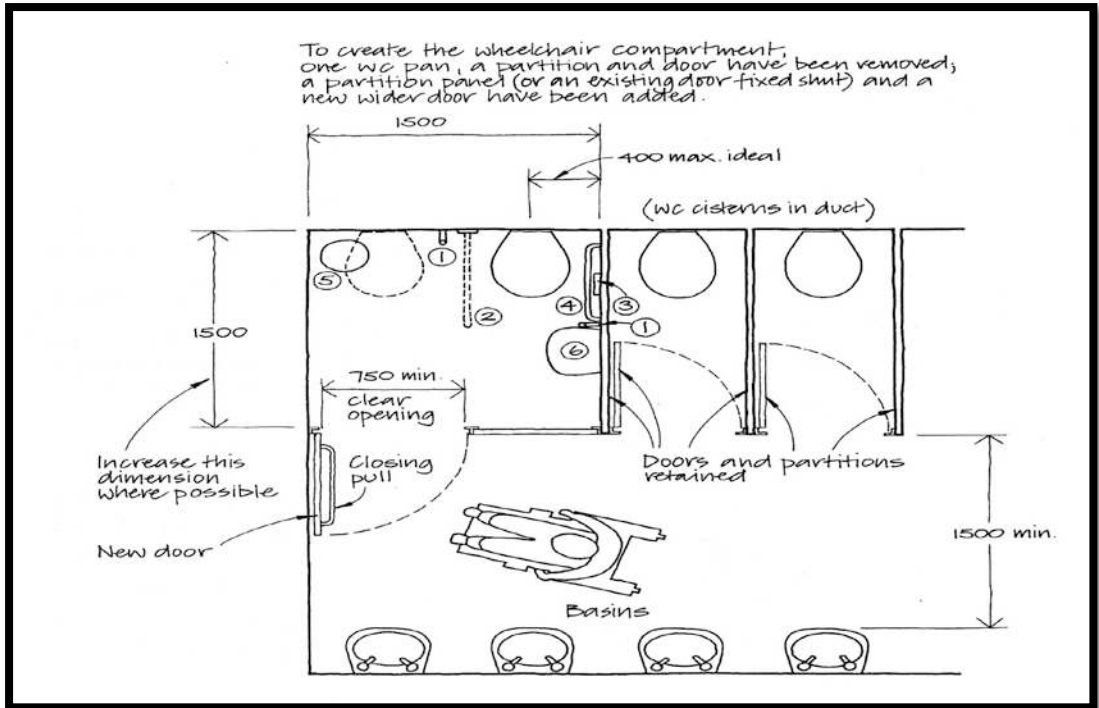 To create the wheelchair compartment,
one wc pan, a partition and door have been removed;
a partition panel (or an existing door fixed shut) and a
new wider door have been added.
1500
400 max. ideal
(WC cisterns in duct)
1
5
2
4
3
1
6
1500
750 min.
clear
opening
Increase this
dimension
where possible
Closing
pull
Doors and partitions
retained
New door
1500 min.
Basins